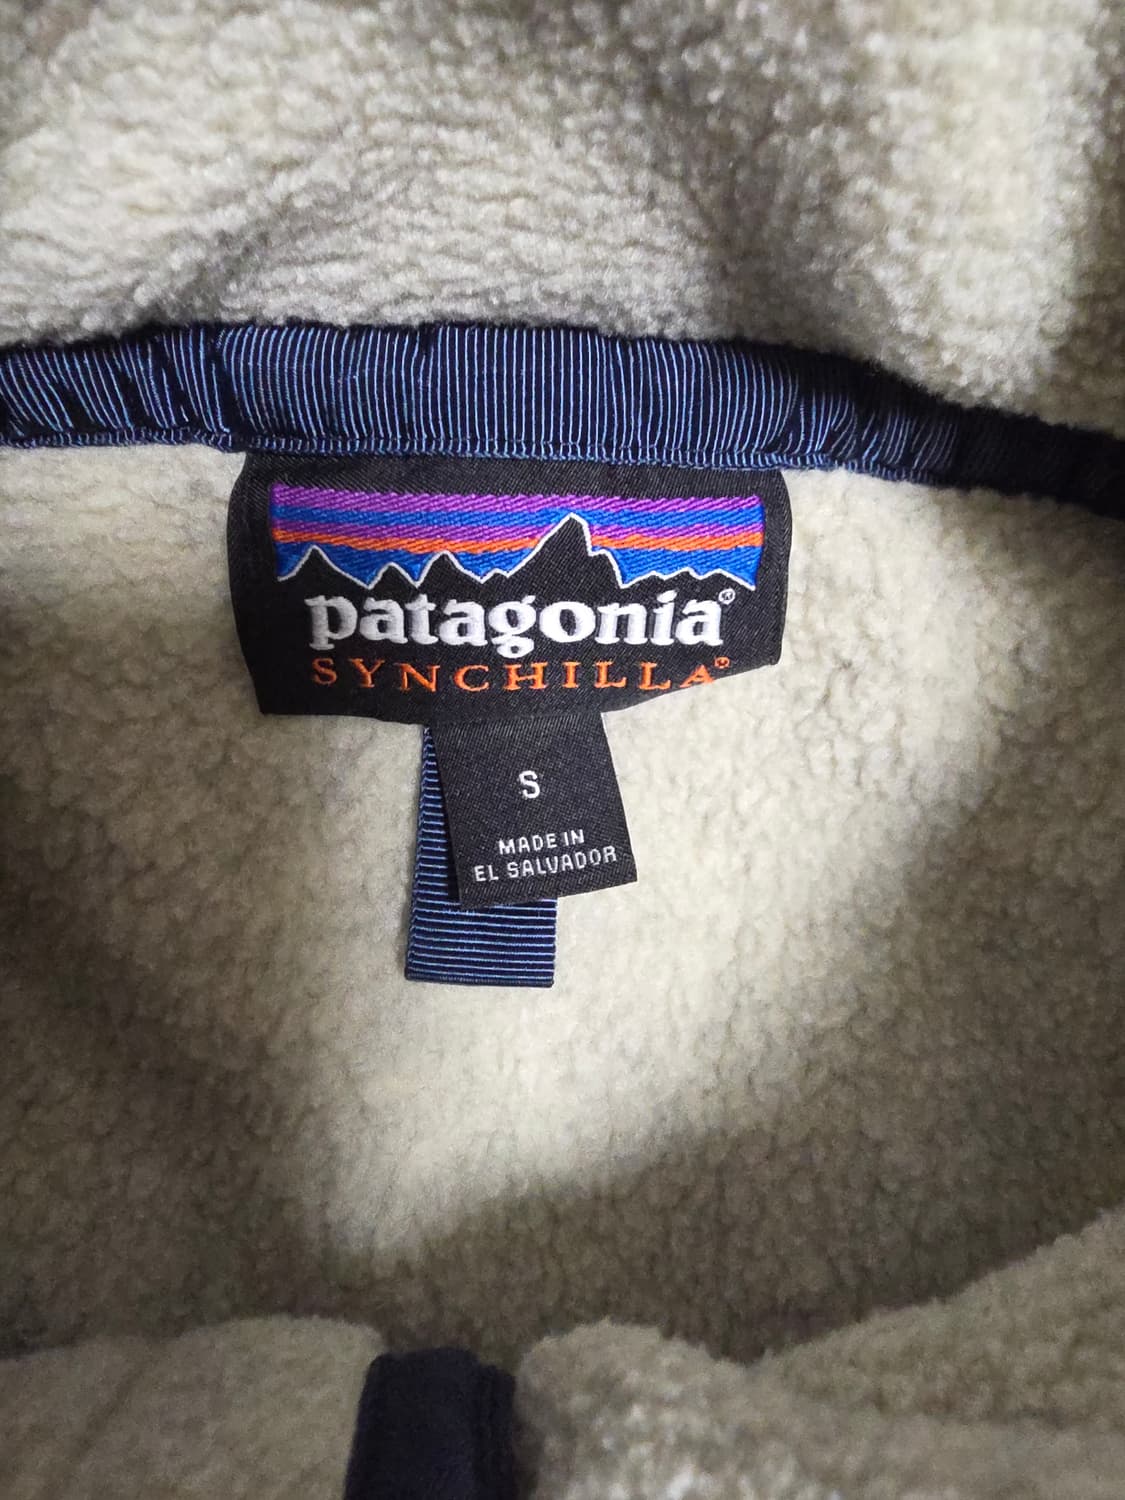 patagonia®
SYNCHILLA®
S
MADE IN
EL SALVADOR